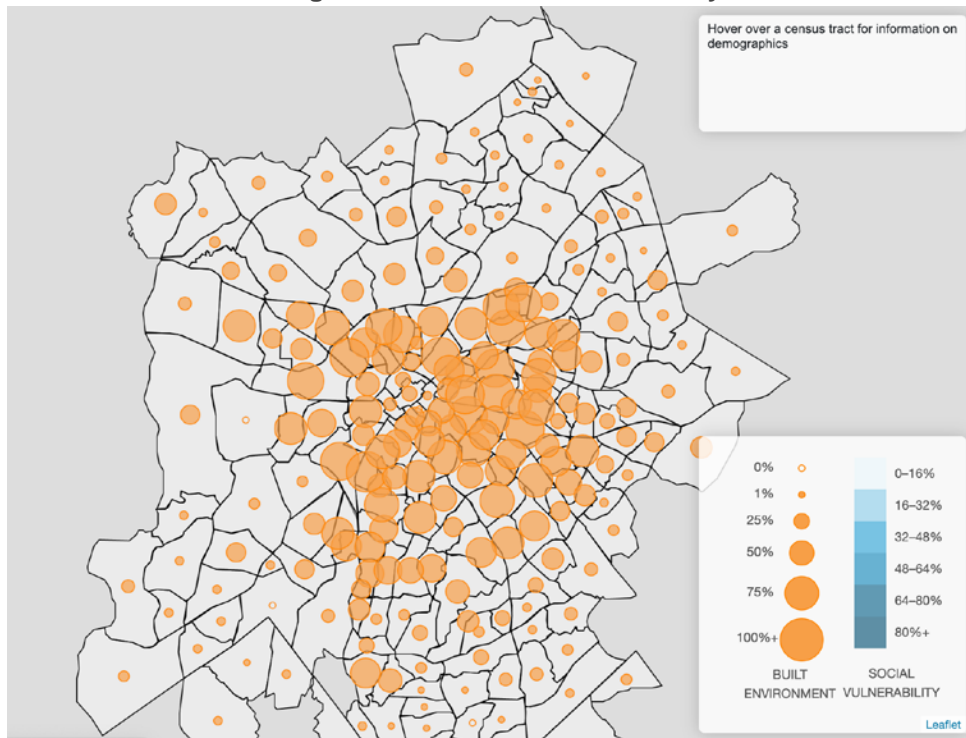 Hover over a census tract for information on
demographics
0%
1%
25%
50%
75%
100%+
BUILT
ENVIRONMENT
0–16%
16–32%
32–48%
48–64%
64–80%
80%+
SOCIAL
VULNERABILITY
Leaflet